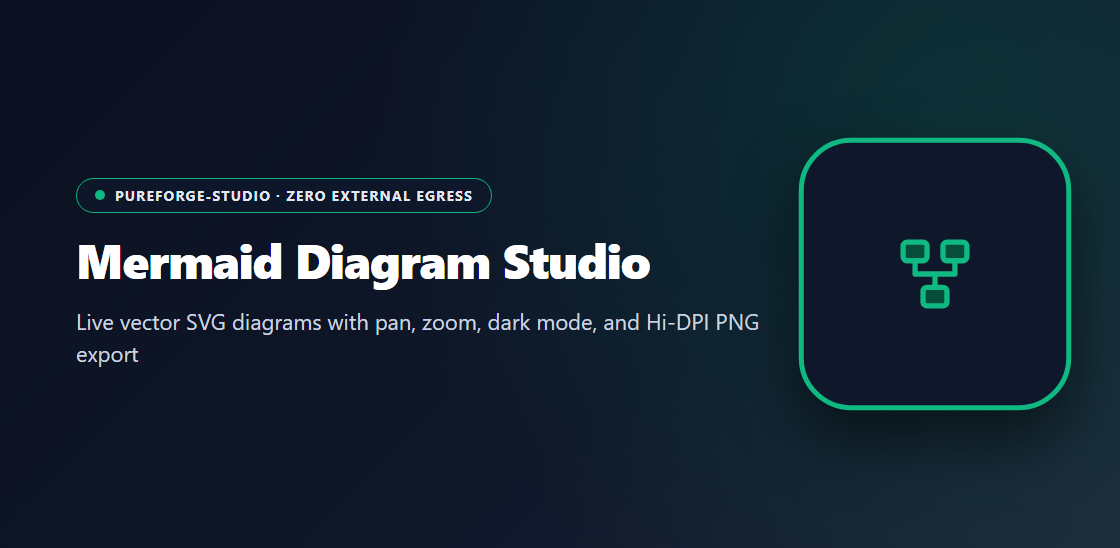 PUREFORGE-STUDIO · ZERO EXTERNAL EGRESS
Mermaid Diagram Studio
Live vector SVG diagrams with pan, zoom, dark mode, and Hi-DPI PNG
export